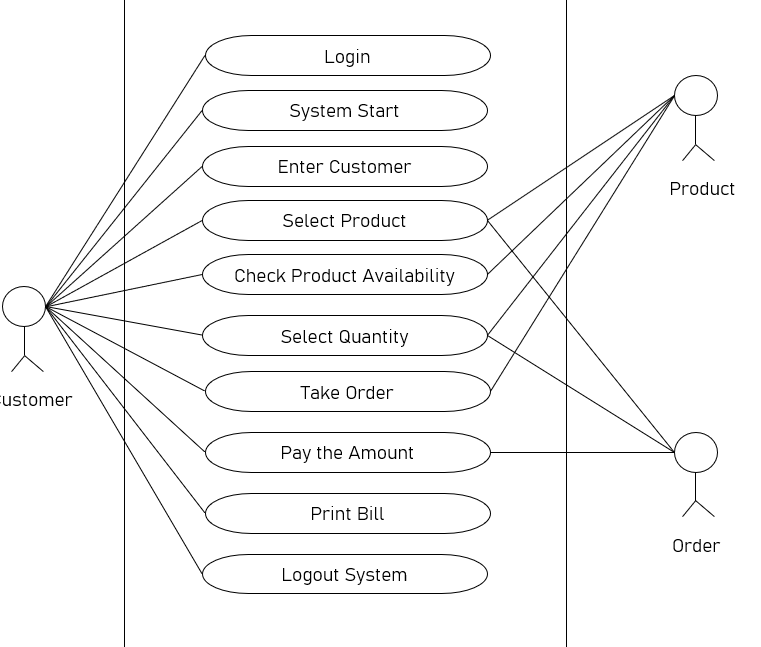 Login
System Start
Enter Customer
Select Product
Check Product Availability
Select Quantity
Take Order
Pay the Amount
Print Bill
Logout System
ustomer
Product
Order